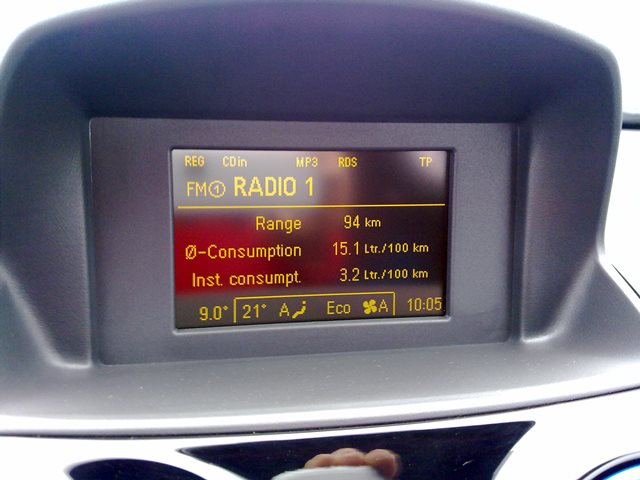 REG CDin MP3 RDS TP
FM① RADIO 1
Range 94 km
Ø-Consumption 15.1 Ltr./100 km
Inst. consumpt. 3.2 Ltr./100 km
9.0° 21° A Eco A 10:05